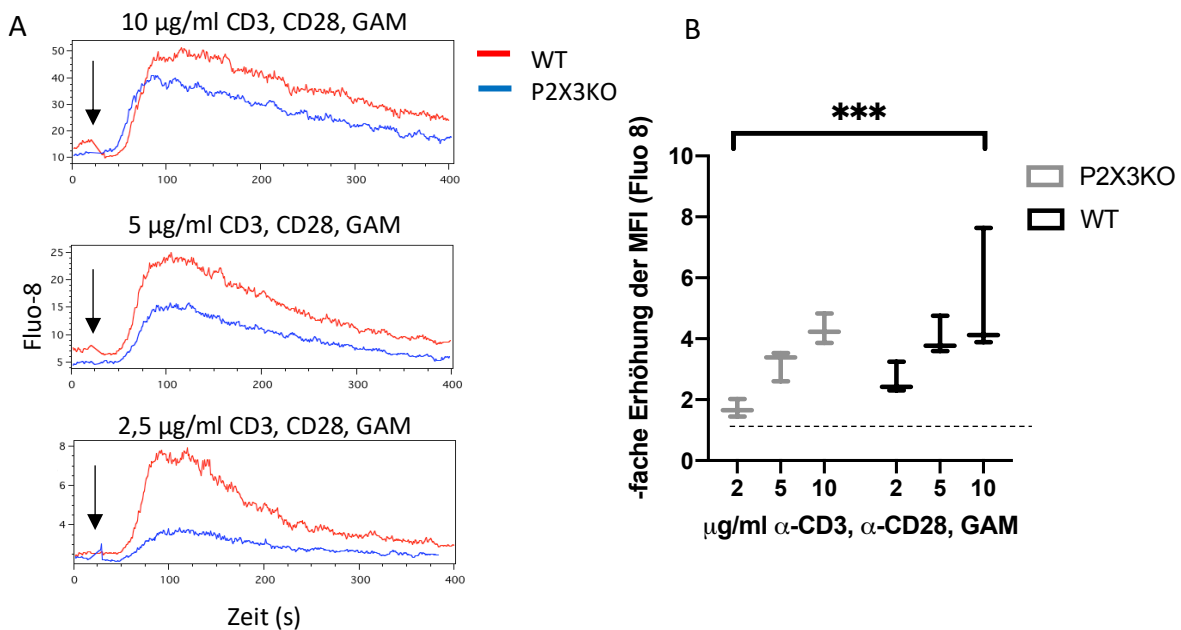 A
10 µg/ml CD3, CD28, GAM
50
40
30
20
10
0
100
200
300
400
WT
P2X3KO
5 µg/ml CD3, CD28, GAM
25
20
15
10
5
0
100
200
300
400
Fluo-8
2,5 µg/ml CD3, CD28, GAM
8
6
4
0
100
200
300
400
Zeit (s)
B
***
-fache Erhöhung der MFI (Fluo 8)
10
8
6
4
2
0
P2X3KO
WT
2 5 10 2 5 10
µg/ml α-CD3, α-CD28, GAM